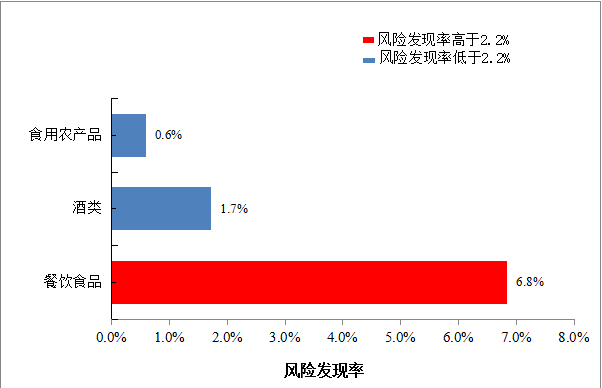 风险发现率高于2.2%
风险发现率低于2.2%
食用农产品
0.6%
酒类
1.7%
餐饮食品
6.8%
0.0% 1.0% 2.0% 3.0% 4.0% 5.0% 6.0% 7.0% 8.0%
风险发现率